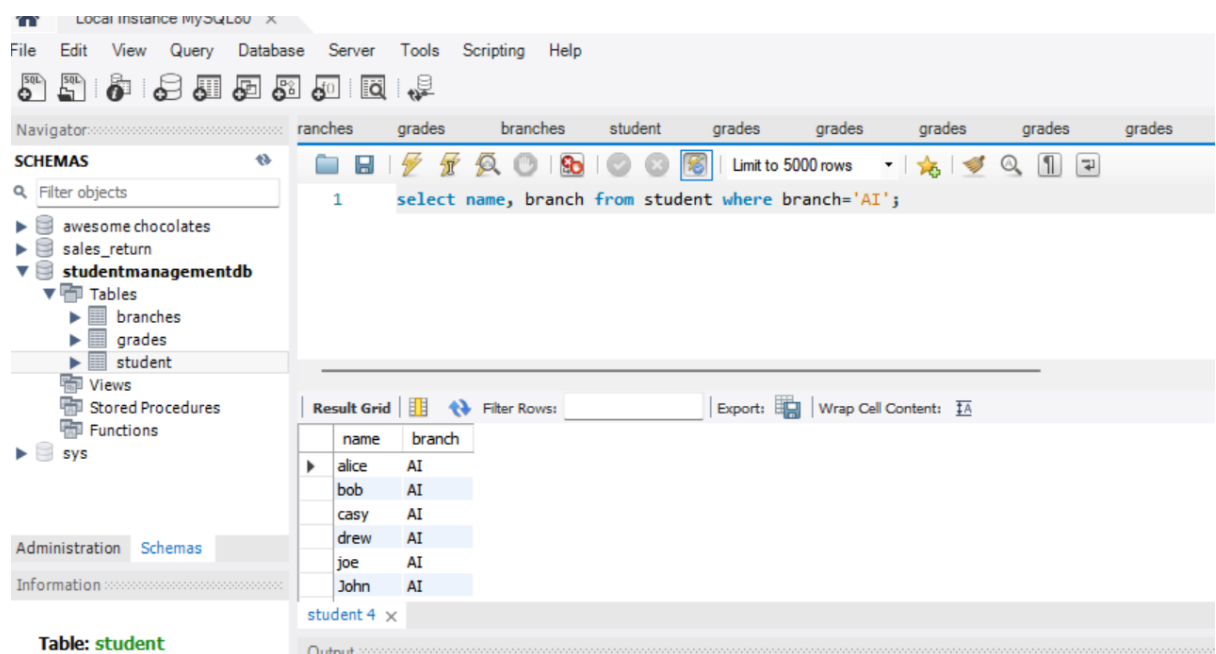 Local instance MySQL80 ×
File Edit View Query Database Server Tools Scripting Help
Navigator
SCHEMAS
Filter objects
awesome chocolates
sales_return
studentmanagementdb
Tables
branches
grades
student
Views
Stored Procedures
Functions
sys
Administration Schemas
Information
Table: student
ranches grades branches student grades grades grades grades grades
Limit to 5000 rows
1 select name, branch from student where branch='AI';
Result Grid Filter Rows: Export: Wrap Cell Content: IA
name branch
alice AI
bob AI
casy AI
drew AI
joe AI
John AI
student 4 ×
Output